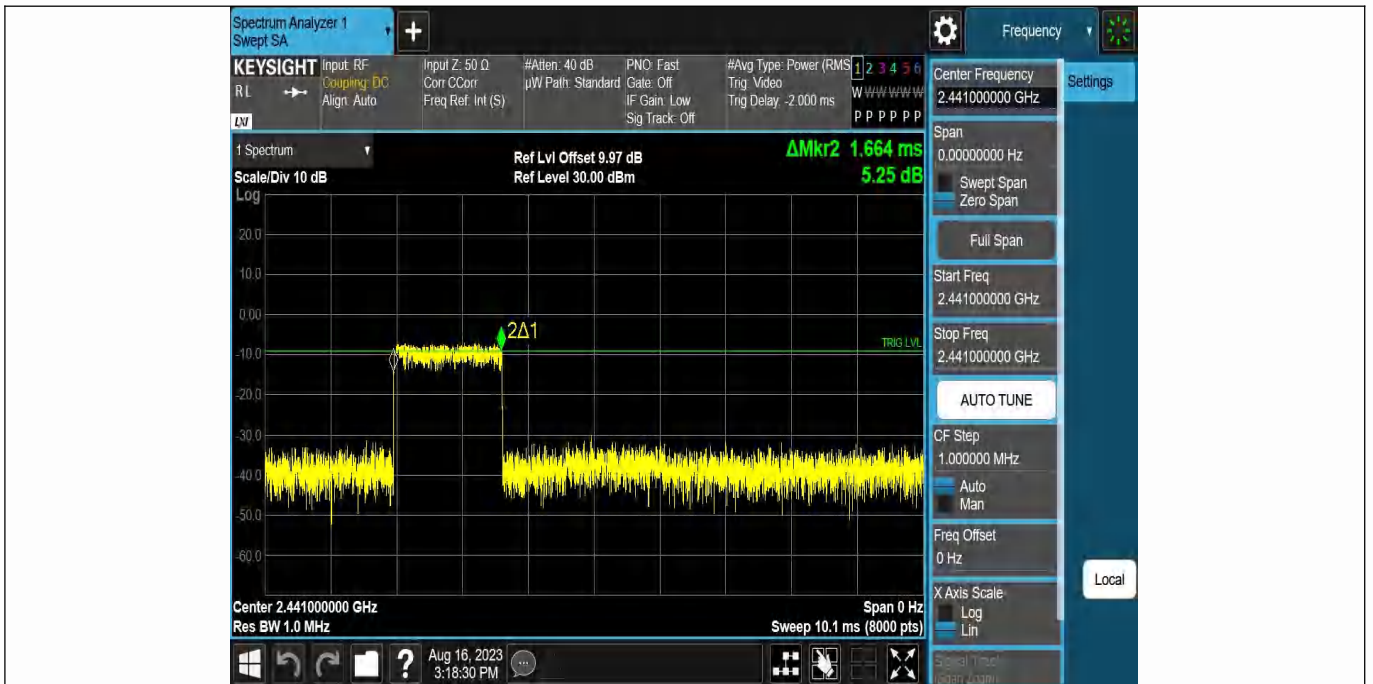 Spectrum Analyzer 1
Swept SA
+
Frequency
KEYSIGHT
RL
LXI
Input: RF
Coupling: DC
Align: Auto
Input Z: 50 Ω
Corr CCorr
Freq Ref: Int (S)
#Atten: 40 dB
µW Path: Standard
PNO: Fast
Gate: Off
IF Gain: Low
Sig Track: Off
#Avg Type: Power (RMS
Trig: Video
Trig Delay: -2.000 ms
1 2 3 4 5 6
W W W W W W
P P P P P P
Center Frequency
2.441000000 GHz
Settings
Span
0.00000000 Hz
Swept Span
Zero Span
Full Span
Start Freq
2.441000000 GHz
Stop Freq
2.441000000 GHz
AUTO TUNE
CF Step
1.000000 MHz
Auto
Man
Freq Offset
0 Hz
X Axis Scale
Log
Lin
Signal Track
(Span Zoom)
Local
1 Spectrum
Scale/Div 10 dB
Log
Ref Lvl Offset 9.97 dB
Ref Level 30.00 dBm
ΔMkr2 1.664 ms
5.25 dB
20.0
10.0
0.00
-10.0
-20.0
-30.0
-40.0
-50.0
-60.0
2Δ1
TRIG LVL
Center 2.441000000 GHz
Res BW 1.0 MHz
Span 0 Hz
Sweep 10.1 ms (8000 pts)
?
Aug 16, 2023
3:18:30 PM